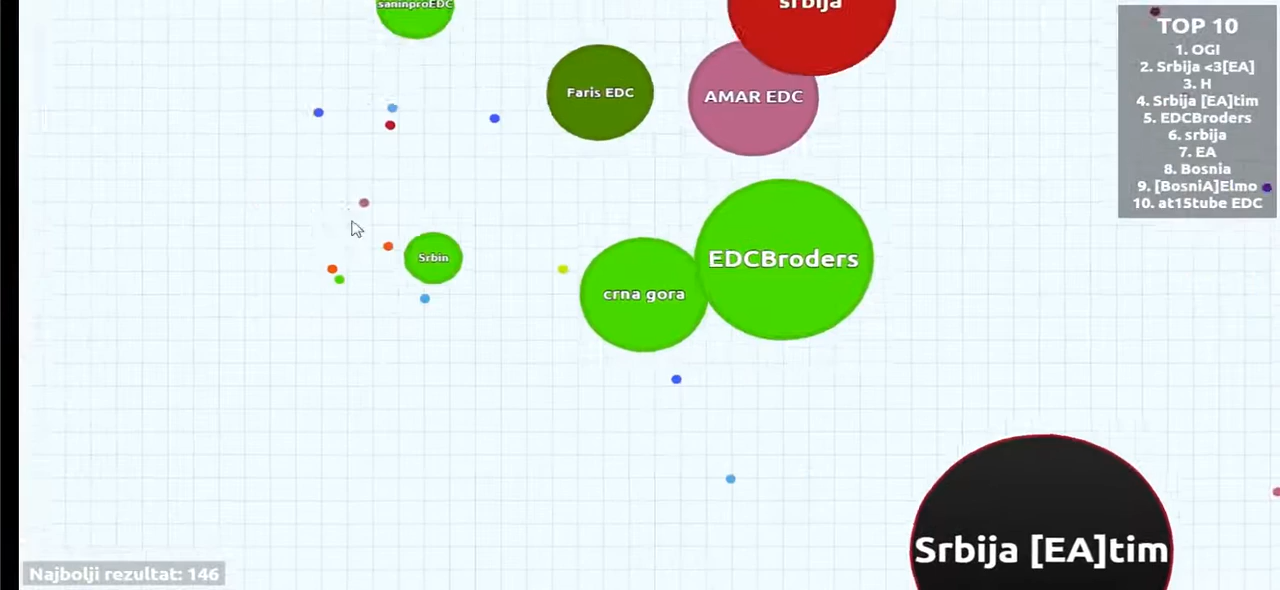 saninproEDC
srbija
Faris EDC
AMAR EDC
Srbin
crna gora
EDCBroders
Srbija [EA]tim
TOP 10
1. OGI
2. Srbija <3[EA]
3. H
4. Srbija [EA]tim
5. EDCBroders
6. srbija
7. EA
8. Bosnia
9. [BosniA]Elmo
10. at15tube EDC
Najbolji rezultat: 146